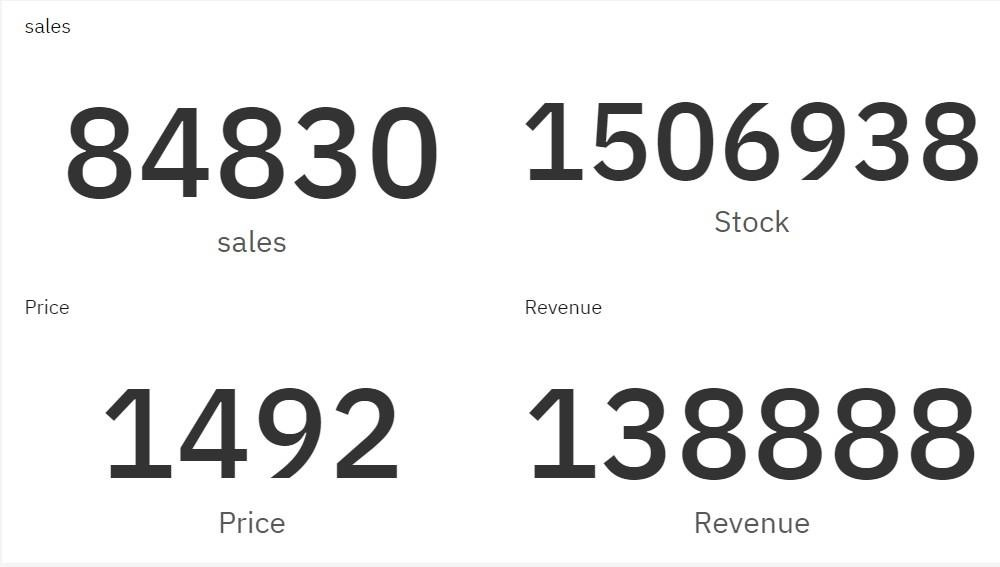 sales
84830
sales
1506938
Stock
Price
1492
Price
Revenue
138888
Revenue